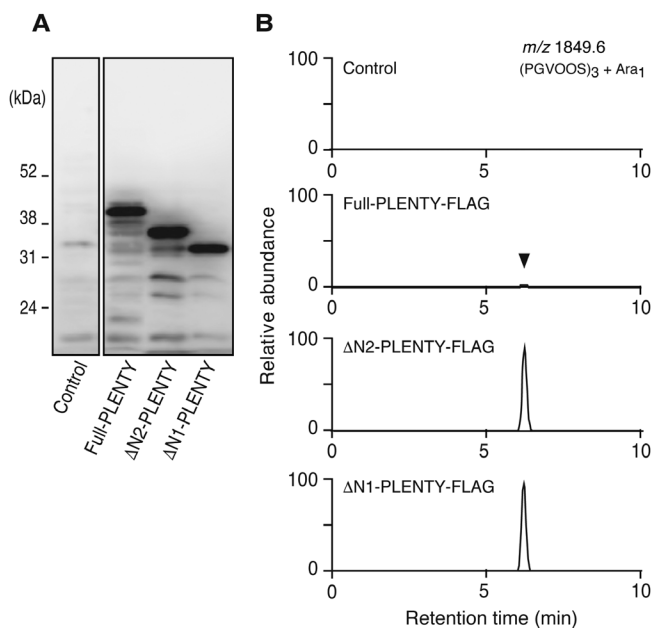 A
(kDa)
52
38
31
24
Control
Full-PLENTY
ΔN2-PLENTY
ΔN1-PLENTY
B
Relative abundance
m/z 1849.6
(PGVOOS)3 + Ara1
Control
100
0
0 5 10
Full-PLENTY-FLAG
100
0
0 5 10
ΔN2-PLENTY-FLAG
100
0
0 5 10
ΔN1-PLENTY-FLAG
100
0
0 5 10
Retention time (min)